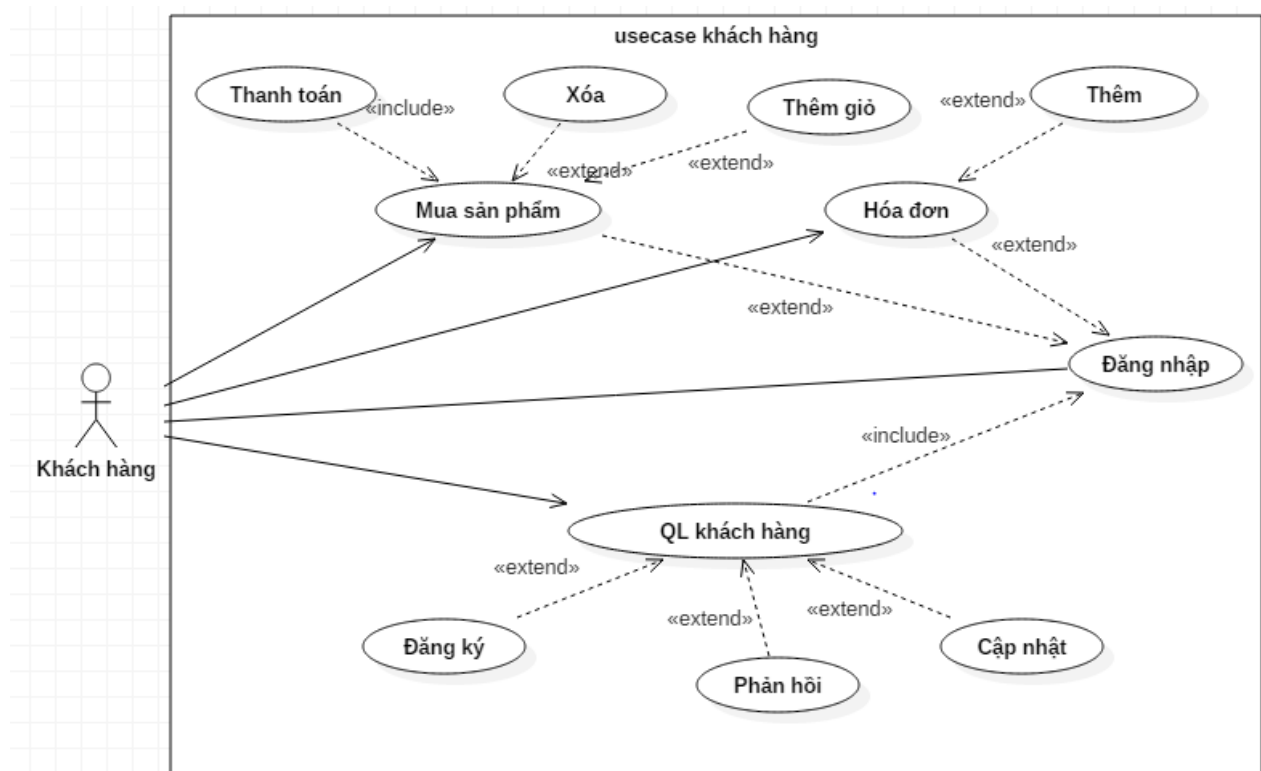 usecase khách hàng
Thanh toán
«include»
Xóa
Thêm giỏ
«extend»
Thêm
«extend»
«extend»
Mua sản phẩm
Hóa đơn
«extend»
«extend»
Đăng nhập
«include»
Khách hàng
QL khách hàng
«extend»
«extend»
«extend»
Đăng ký
Phản hồi
Cập nhật